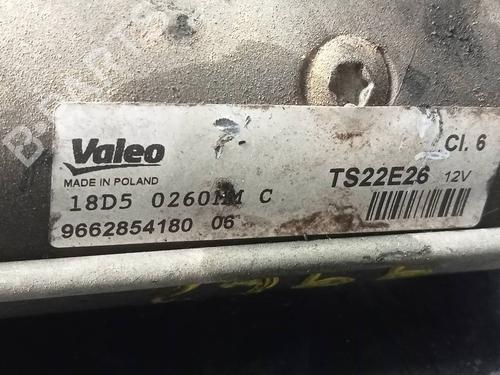 Valeo
Cl. 6
MADE IN POLAND
TS22E26 12V
18D5 C
9662854180 06